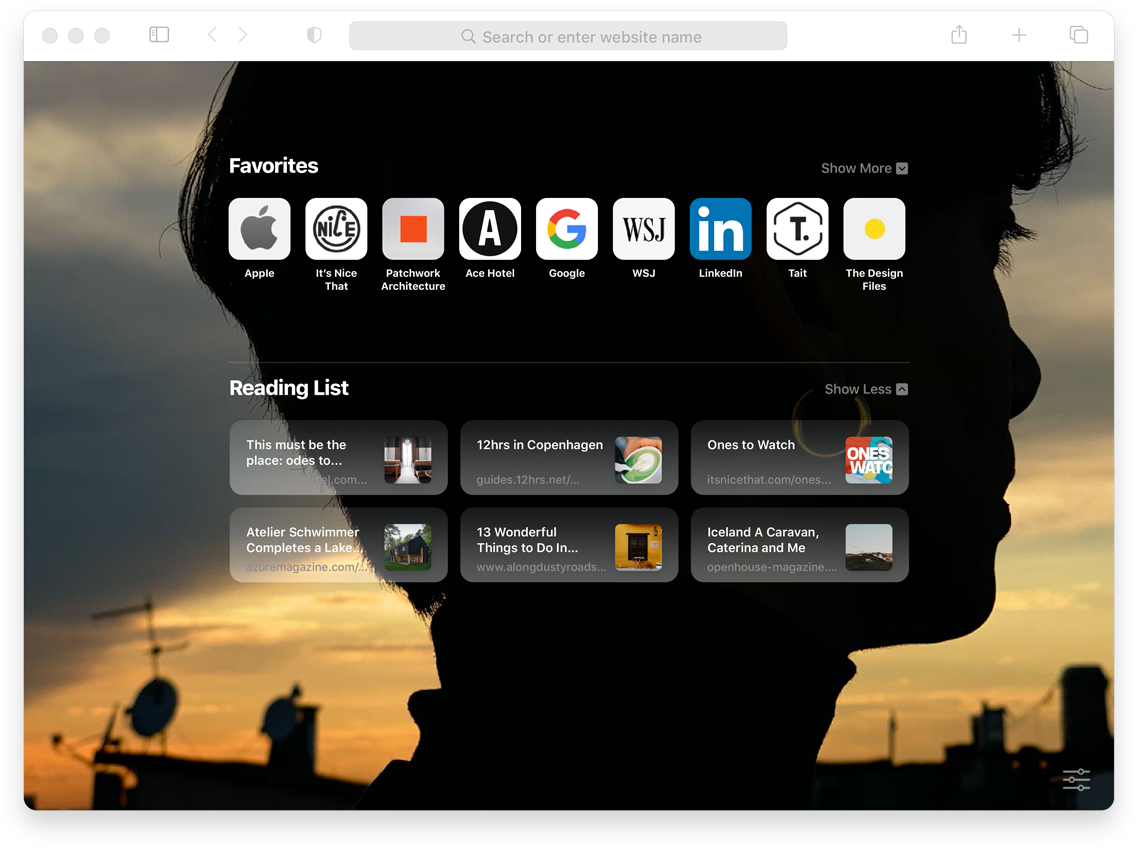 Search or enter website name
Favorites
Show More
NiCE
A
G
WSJ
in
T.
Apple
It's Nice
That
Patchwork
Architecture
Ace Hotel
Google
WSJ
LinkedIn
Tait
The Design
Files
Reading List
Show Less
This must be the
place: odes to...
12hrs in Copenhagen
guides.12hrs.net/...
Ones to Watch
itsnicethat.com/ones...
ONES
WATC
Atelier Schwimmer
Completes a Lake...
azuremagazine.com/...
13 Wonderful
Things to Do In...
www.alongdustyroads...
Iceland A Caravan,
Caterina and Me
openhouse-magazine....